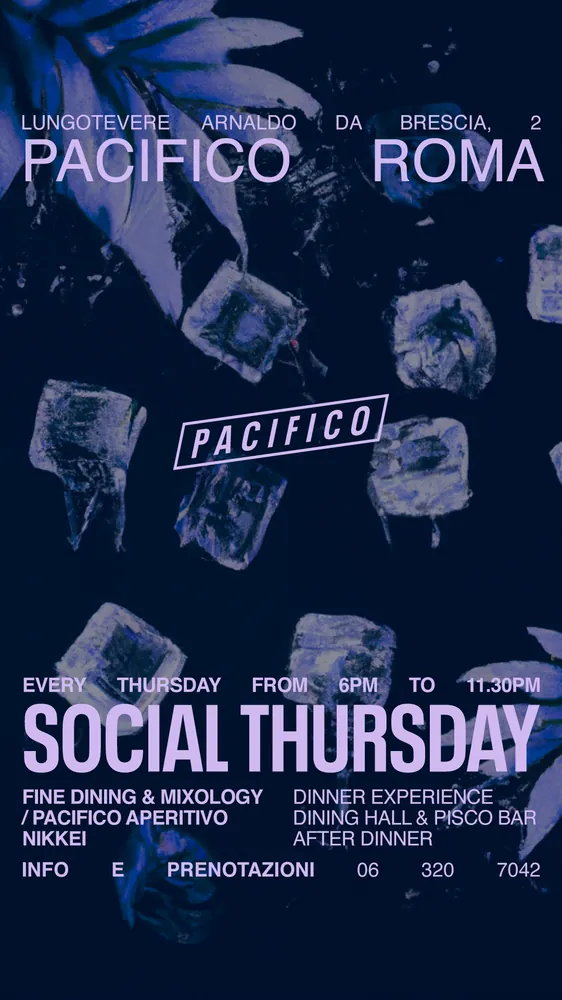 LUNGOTEVERE ARNALDO DA BRESCIA, 2
PACIFICO ROMA
PACIFICO
EVERY THURSDAY FROM 6PM TO 11.30PM
SOCIAL THURSDAY
FINE DINING & MIXOLOGY
/ PACIFICO APERITIVO
NIKKEI
DINNER EXPERIENCE
DINING HALL & PISCO BAR
AFTER DINNER
INFO E PRENOTAZIONI 06 320 7042